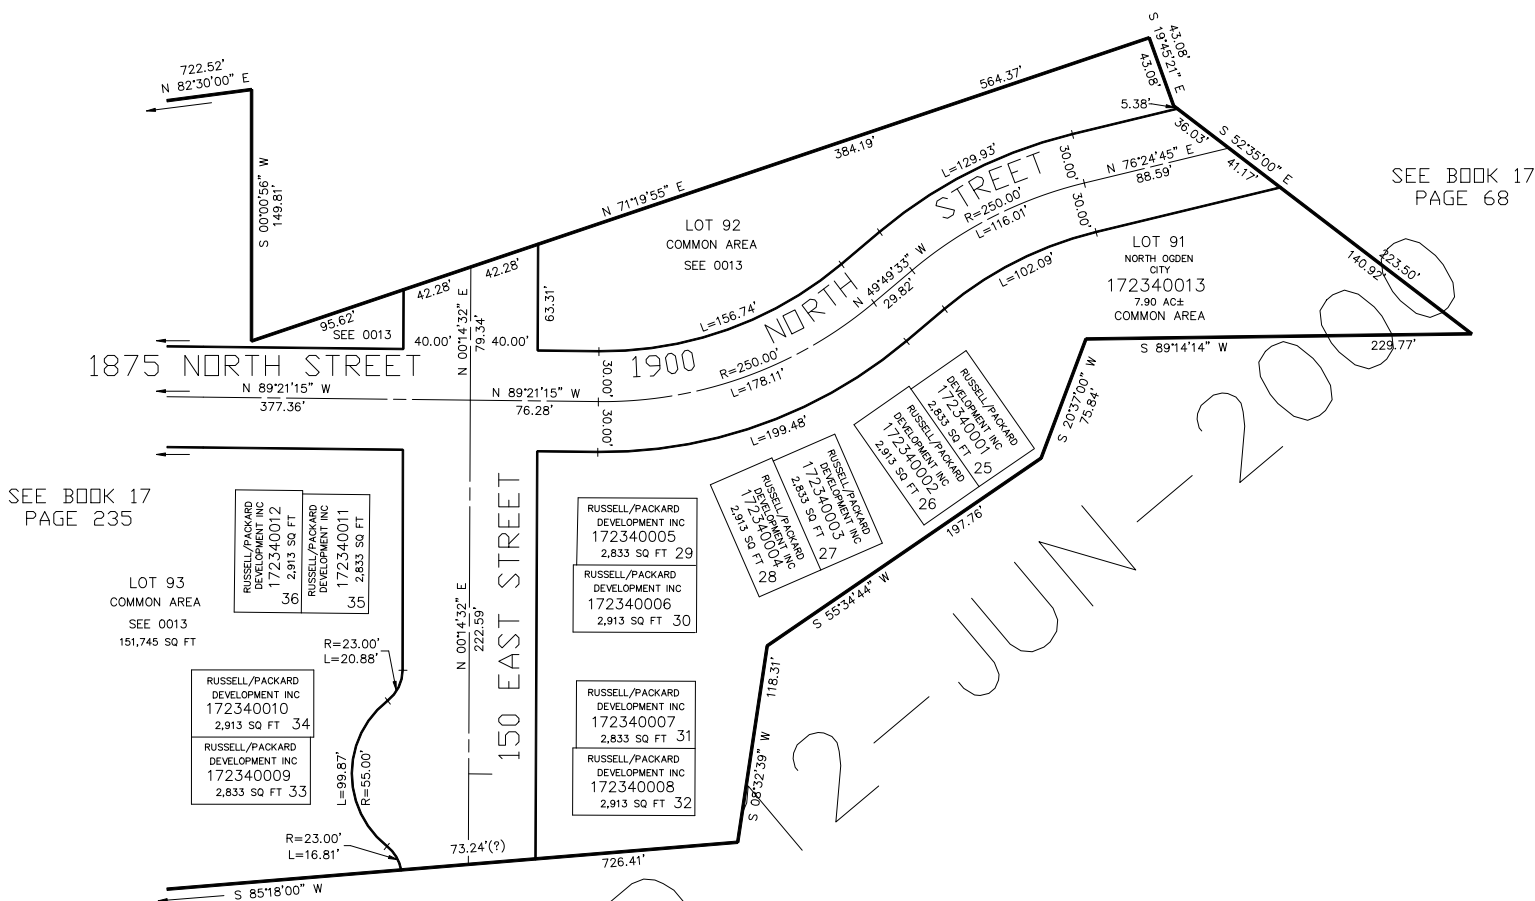 722.52'
N 82°30'00" E
S 00°00'56" W
149.81'
N 71°19'55" E
384.19'
564.37'
S 19°45'21" E
43.08'
43.08'
5.38'
36.03'
S 52°35'00" E
41.17'
SEE BOOK 17
PAGE 68
L=129.93'
30.00'
N 76°24'45" E
88.59'
30.00'
STREET
R=250.00'
L=116.01'
LOT 92
COMMON AREA
SEE 0013
LOT 91
NORTH OGDEN
CITY
172340013
7.90 AC±
COMMON AREA
140.92'
223.50'
L=102.09'
N 49°49'33" W
29.82'
NORTH
L=156.74'
42.28'
42.28'
95.62'
SEE 0013
40.00'
N 00°14'32" E
79.34'
40.00'
63.31'
1875 NORTH STREET
1900
R=250.00'
L=178.11'
S 89°14'14" W
229.77'
N 89°21'15" W
377.36'
N 89°21'15" W
76.28'
30.00'
30.00'
L=199.48'
S 20°37'00" W
75.84'
RUSSELL/PACKARD
DEVELOPMENT INC
172340001
2,833 SQ FT
25
RUSSELL/PACKARD
DEVELOPMENT INC
172340002
2,913 SQ FT
26
RUSSELL/PACKARD
DEVELOPMENT INC
172340003
2,833 SQ FT
27
RUSSELL/PACKARD
DEVELOPMENT INC
172340004
2,913 SQ FT
28
197.76'
S 55°34'44" W
SEE BOOK 17
PAGE 235
RUSSELL/PACKARD
DEVELOPMENT INC
172340012
2,913 SQ FT
36
RUSSELL/PACKARD
DEVELOPMENT INC
172340011
2,833 SQ FT
35
RUSSELL/PACKARD
DEVELOPMENT INC
172340005
2,833 SQ FT 29
RUSSELL/PACKARD
DEVELOPMENT INC
172340006
2,913 SQ FT 30
LOT 93
COMMON AREA
SEE 0013
151,745 SQ FT
N 00°14'32" E
222.59'
150 EAST STREET
R=23.00'
L=20.88'
118.31'
S 08°32'39" W
RUSSELL/PACKARD
DEVELOPMENT INC
172340010
2,913 SQ FT 34
RUSSELL/PACKARD
DEVELOPMENT INC
172340009
2,833 SQ FT 33
RUSSELL/PACKARD
DEVELOPMENT INC
172340007
2,833 SQ FT 31
RUSSELL/PACKARD
DEVELOPMENT INC
172340008
2,913 SQ FT 32
L=99.87'
R=55.00'
R=23.00'
L=16.81'
73.24'(?)
726.41'
S 85°18'00" W
2-JUN-2000